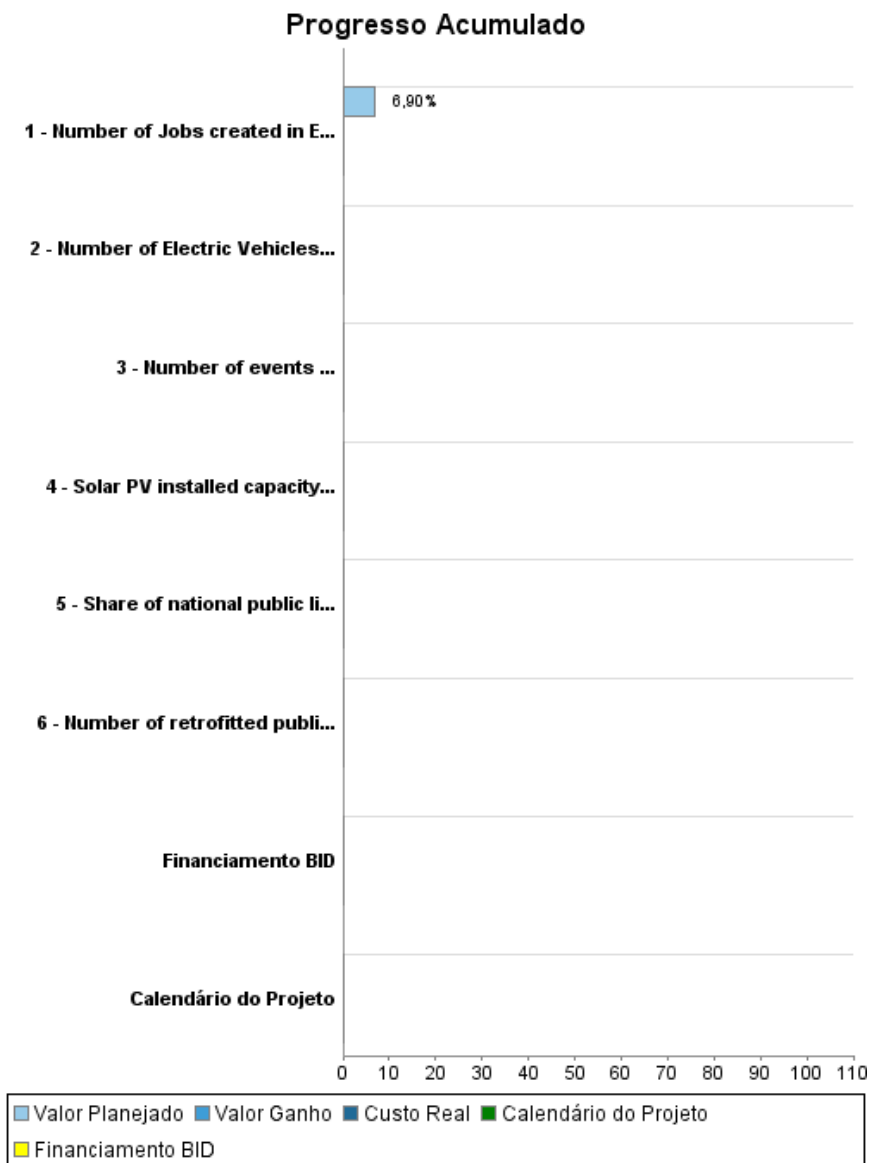 Progresso Acumulado
6,90%
1 - Number of Jobs created in E...
2 - Number of Electric Vehicles...
3 - Number of events ...
4 - Solar PV installed capacity...
5 - Share of national public li...
6 - Number of retrofitted publi...
Financiamento BID
Calendário do Projeto
0 10 20 30 40 50 60 70 80 90 100 110
Valor Planejado Valor Ganho Custo Real Calendário do Projeto
Financiamento BID